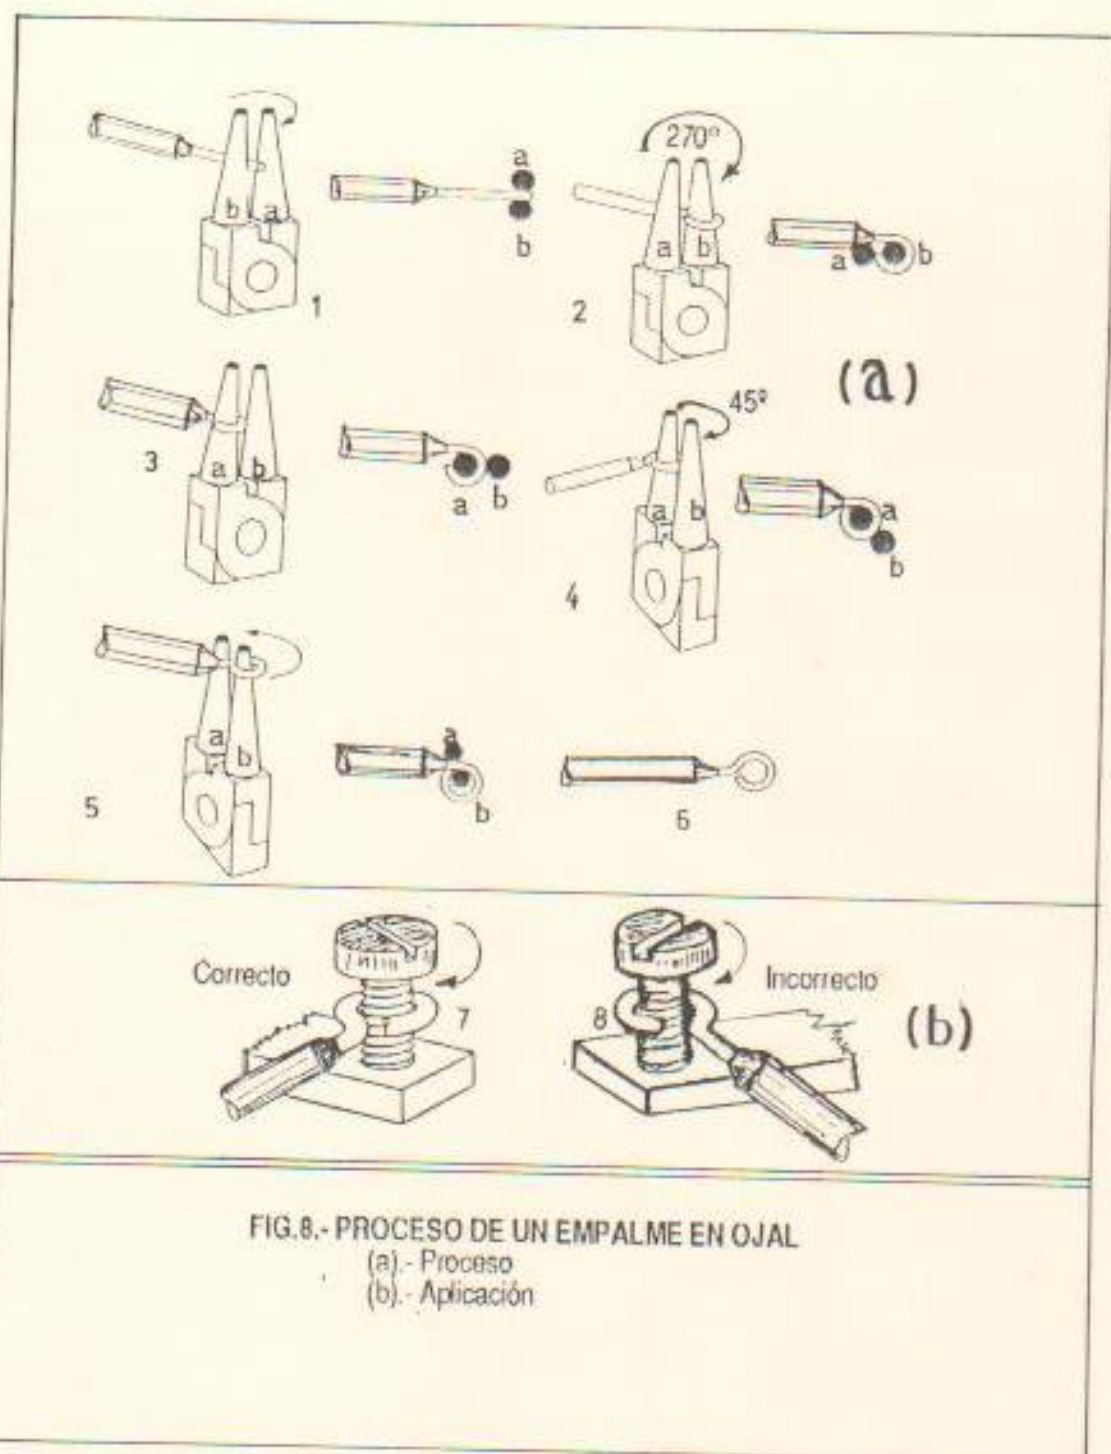 b a
1
a
b
270º
a b
2
a b
(a)
a b
3
a b
45º
a b
4
a
b
a
b
5
a
b
6
Correcto
7
8
Incorrecto
(b)
FIG.8.- PROCESO DE UN EMPALME EN OJAL
(a).- Proceso
(b).- Aplicación